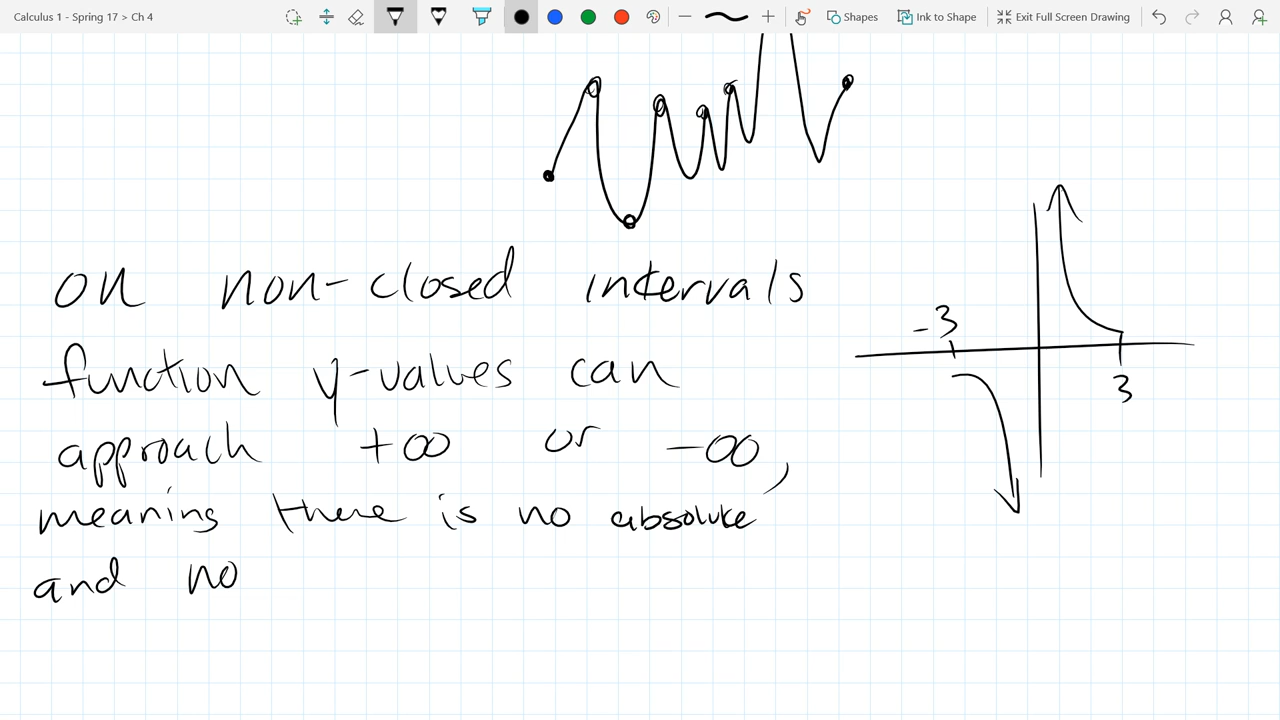 Calculus 1 - Spring 17 > Ch 4
Shapes
Ink to Shape
Exit Full Screen Drawing
on non-closed intervals
function y-values can
approach +∞ or -∞,
meaning there is no absolute
and no
-3
3